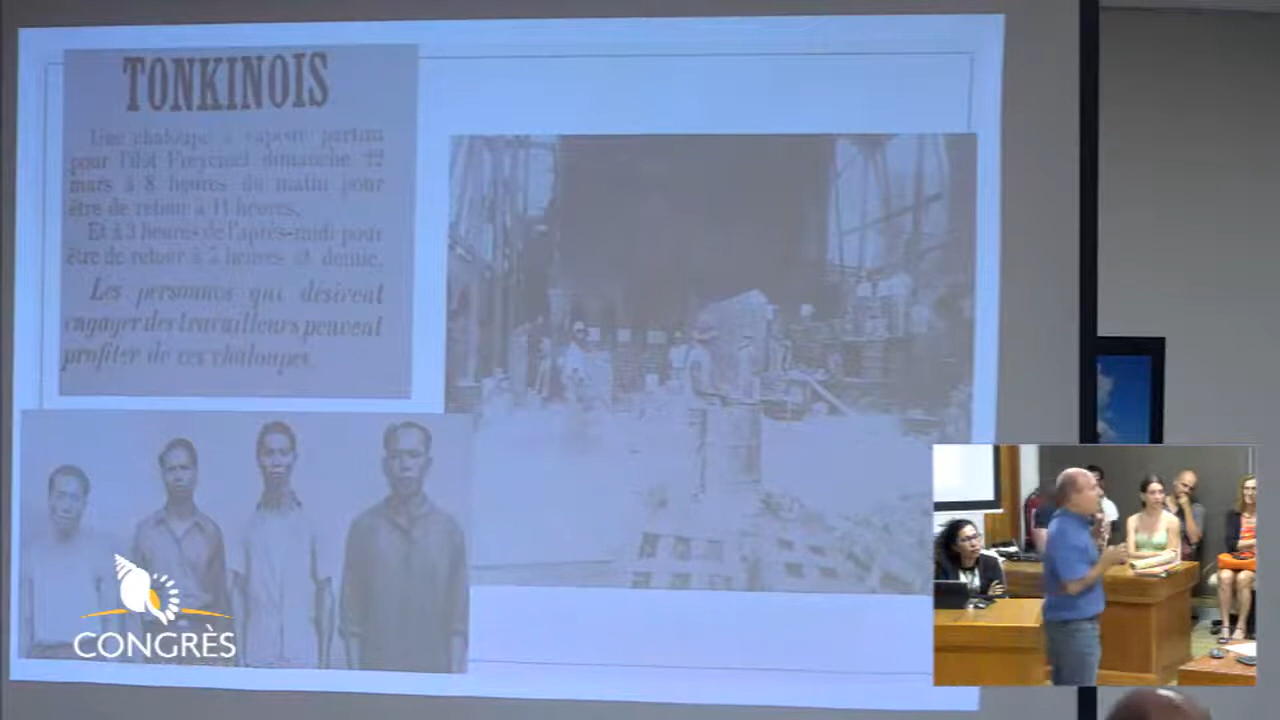 TONKINOIS
Une chaloupe à vapeur partira
pour l'îlot Freycinet dimanche 22
mars à 8 heures du matin pour
être de retour à 11 heures.
Et à 3 heures de l'après-midi pour
être de retour à 5 heures et demie.
Les personnes qui désirent
engager des travailleurs peuvent
profiter de ces chaloupes.
CONGRÈS